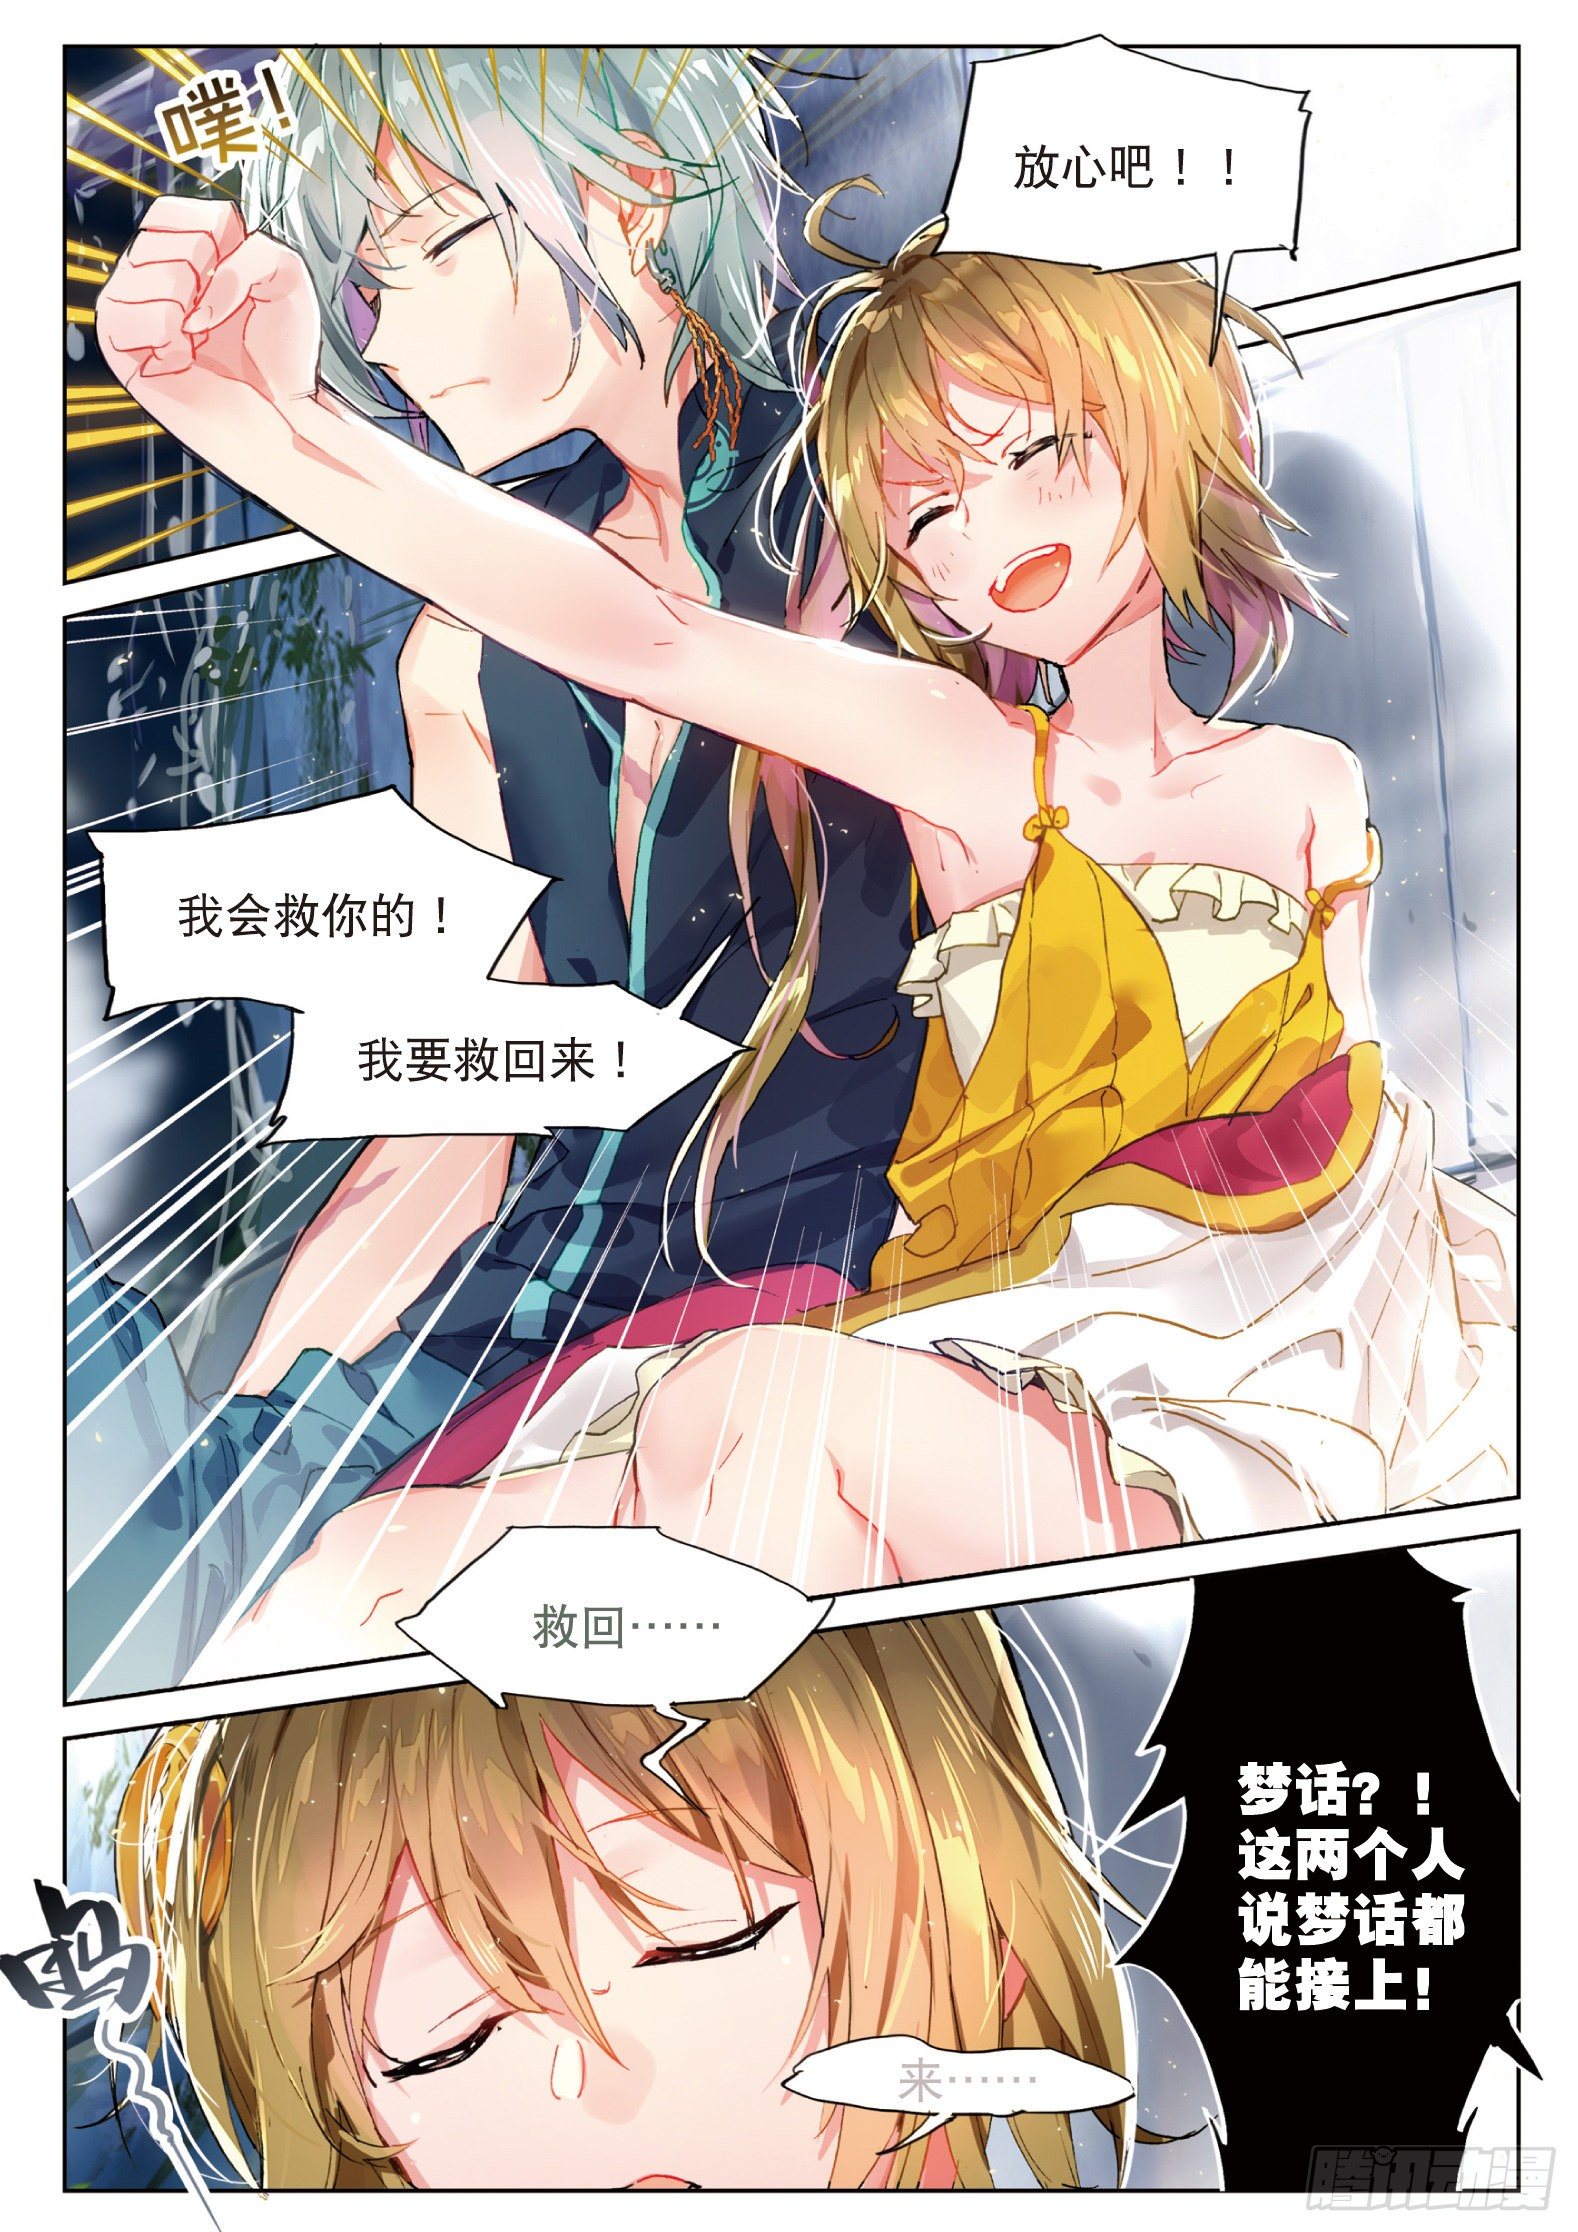 噗！
放心吧！！
我会救你的！
我要救回来！
救回……
梦话？！
这两个人
说梦话都
能接上！
呜
来……
腾讯动漫